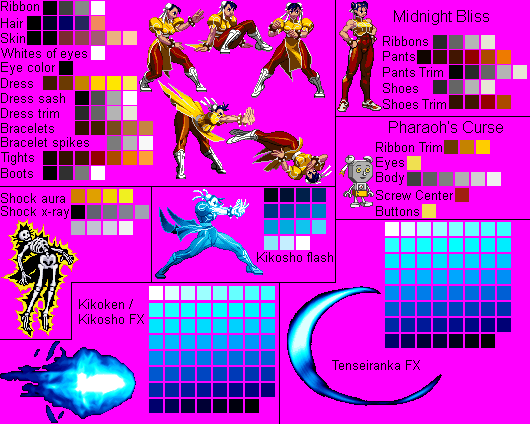 Ribbon
Hair
Skin
Whites of eyes
Eye color
Dress
Dress sash
Dress trim
Bracelets
Bracelet spikes
Tights
Boots
Midnight Bliss
Ribbons
Pants
Pants Trim
Shoes
Shoes Trim
Pharaoh's Curse
Ribbon Trim
Eyes
Body
Screw Center
Buttons
Shock aura
Shock x-ray
Kikosho flash
Kikoken /
Kikosho FX
Tenseiranka FX